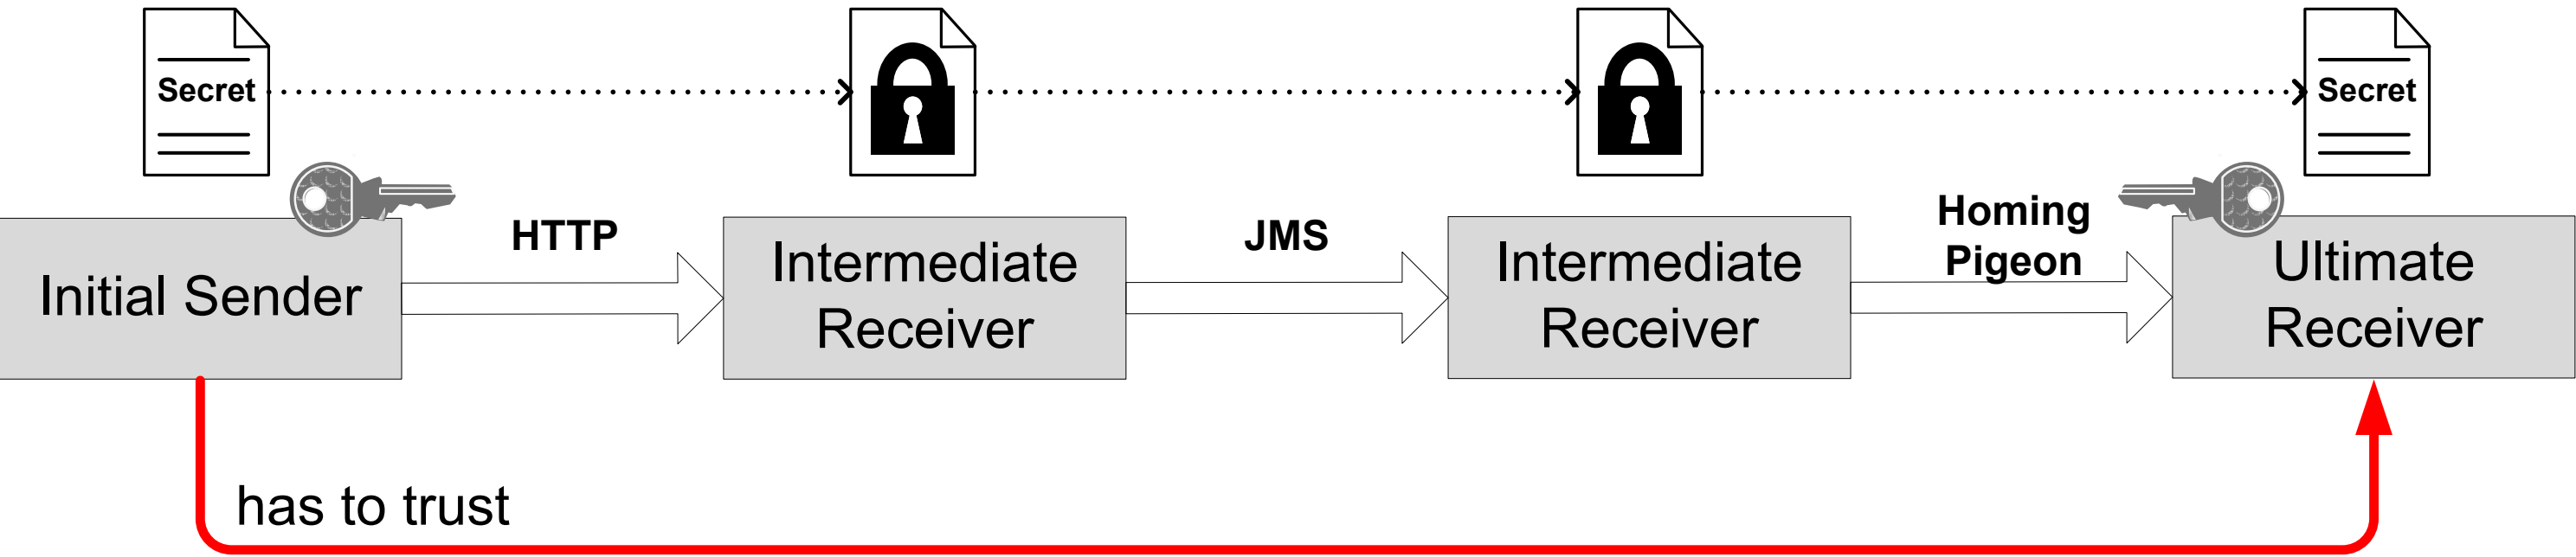 Secret
Secret
HTTP
JMS
Homing
Pigeon
Initial Sender
Intermediate
Receiver
Intermediate
Receiver
Ultimate
Receiver
has to trust